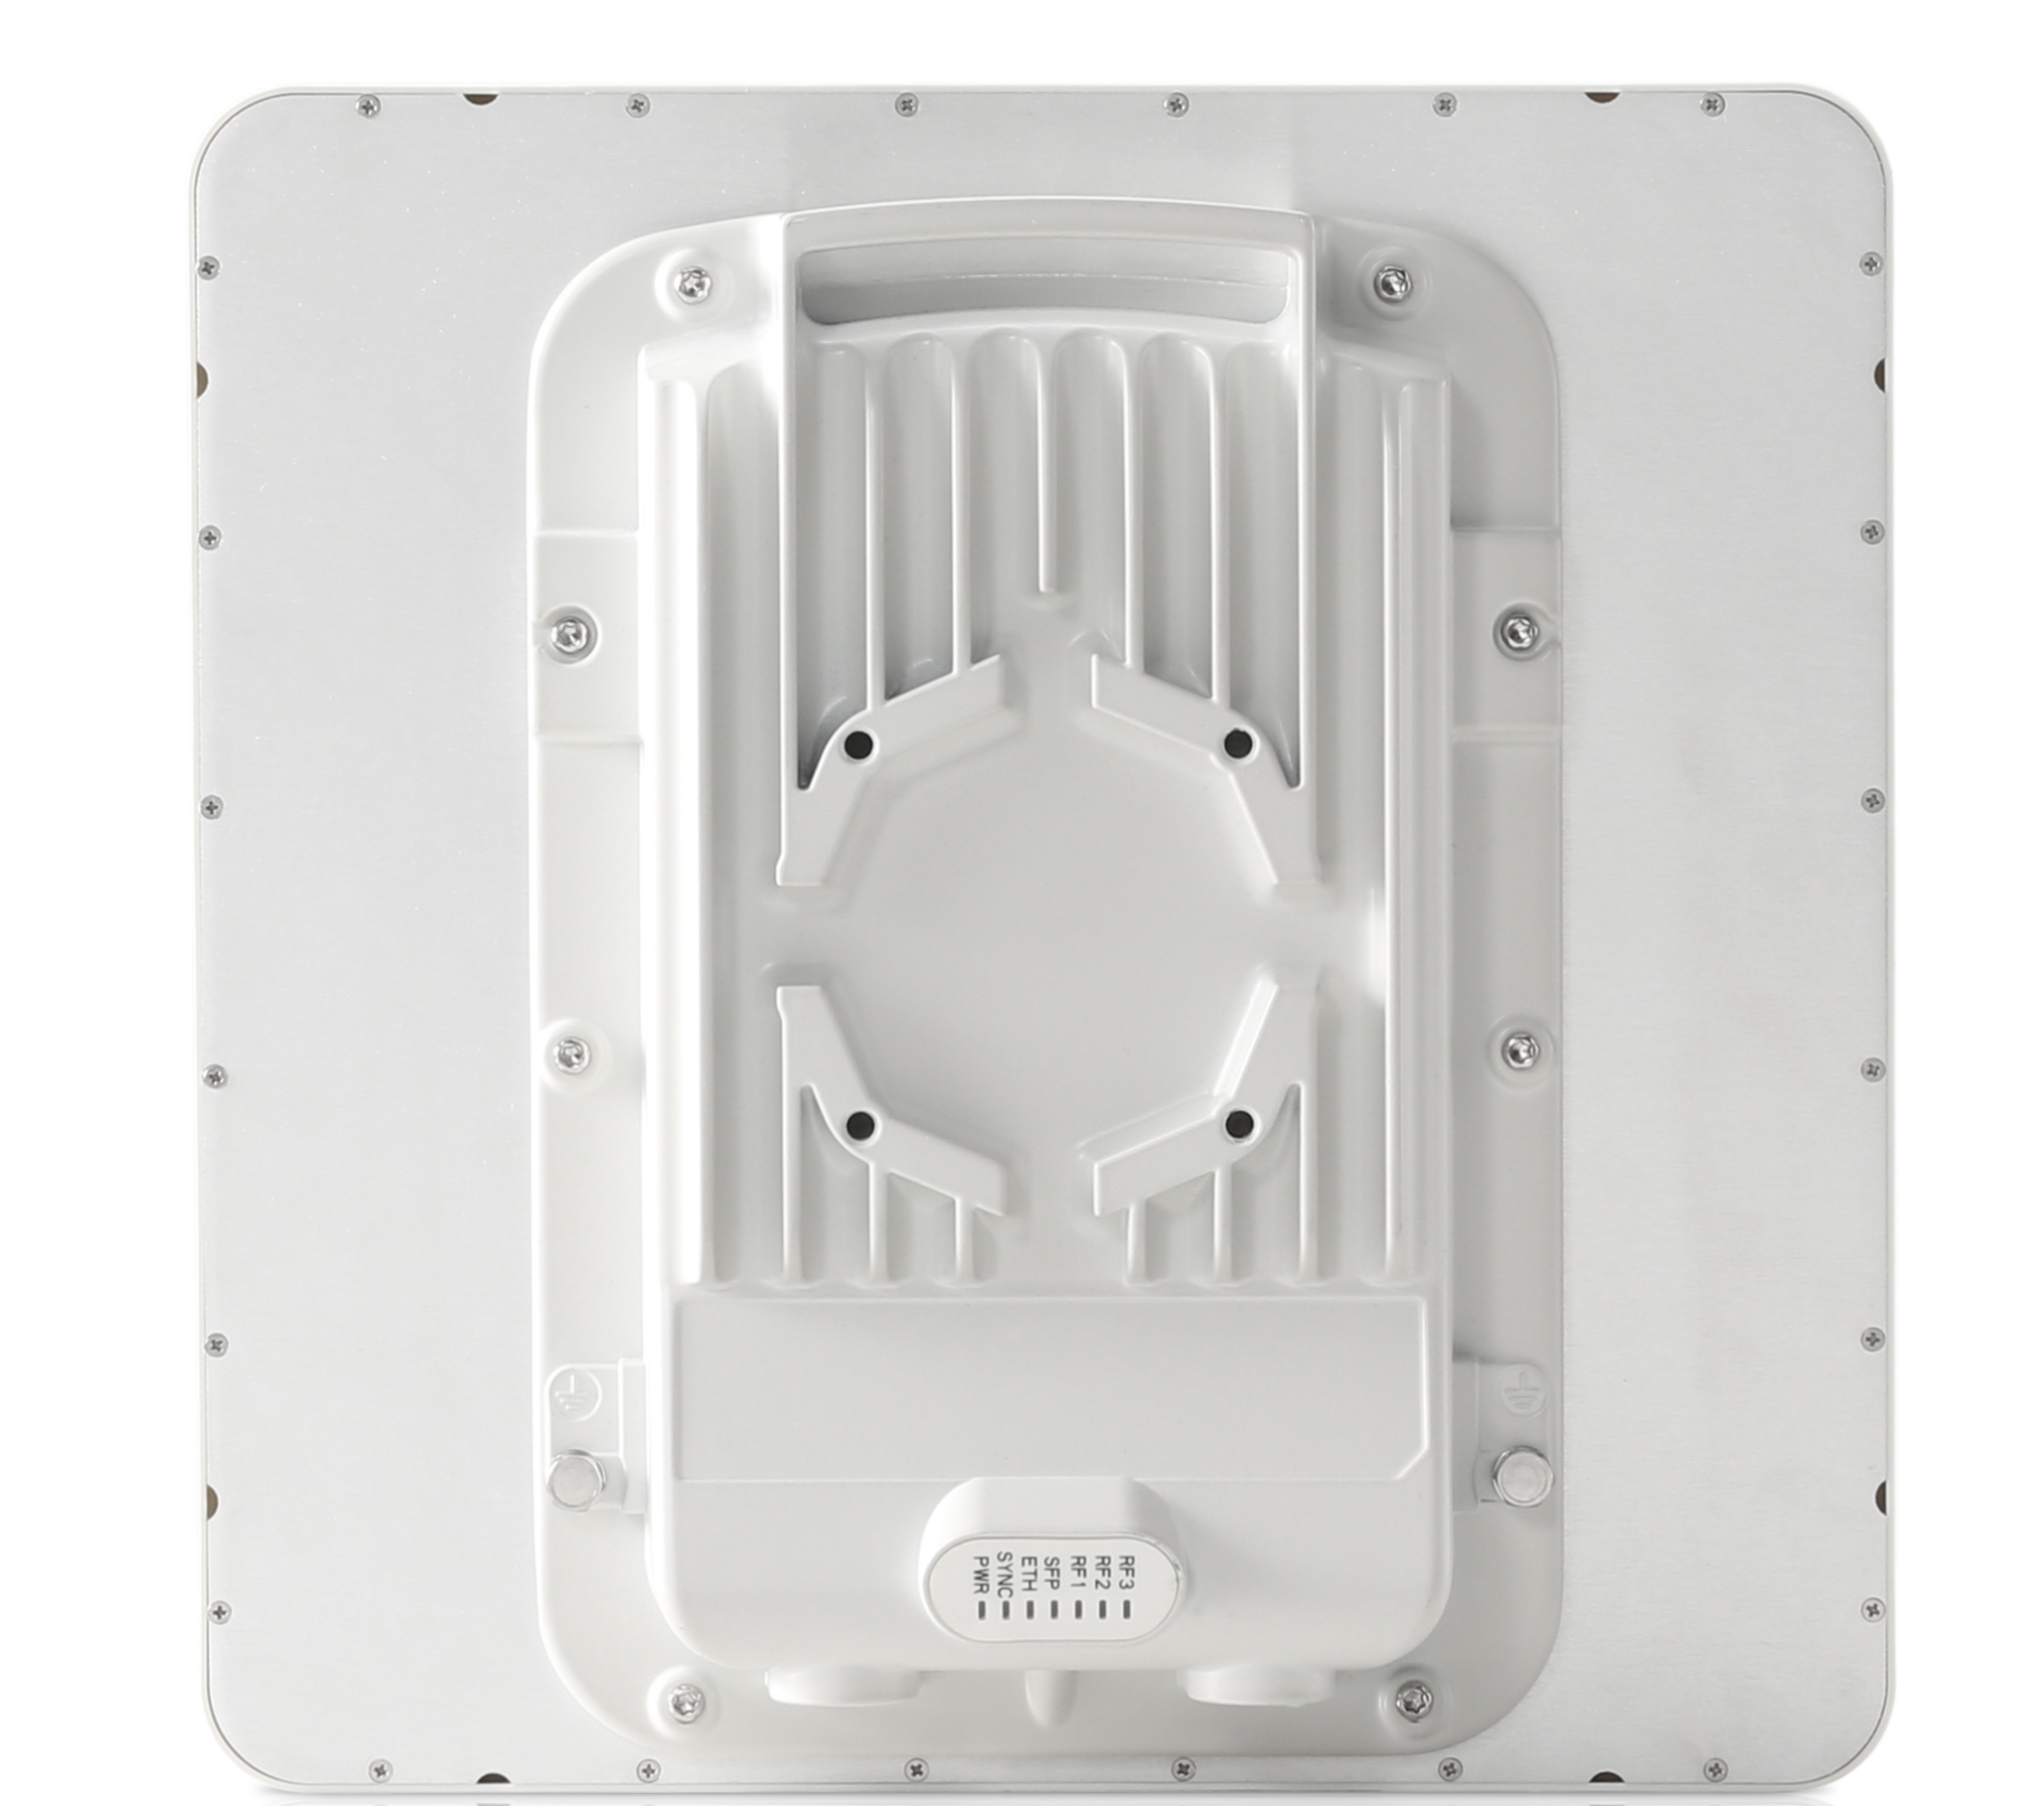 RF3
RF2
RF1
SFP
ETH
SYNC
PWR